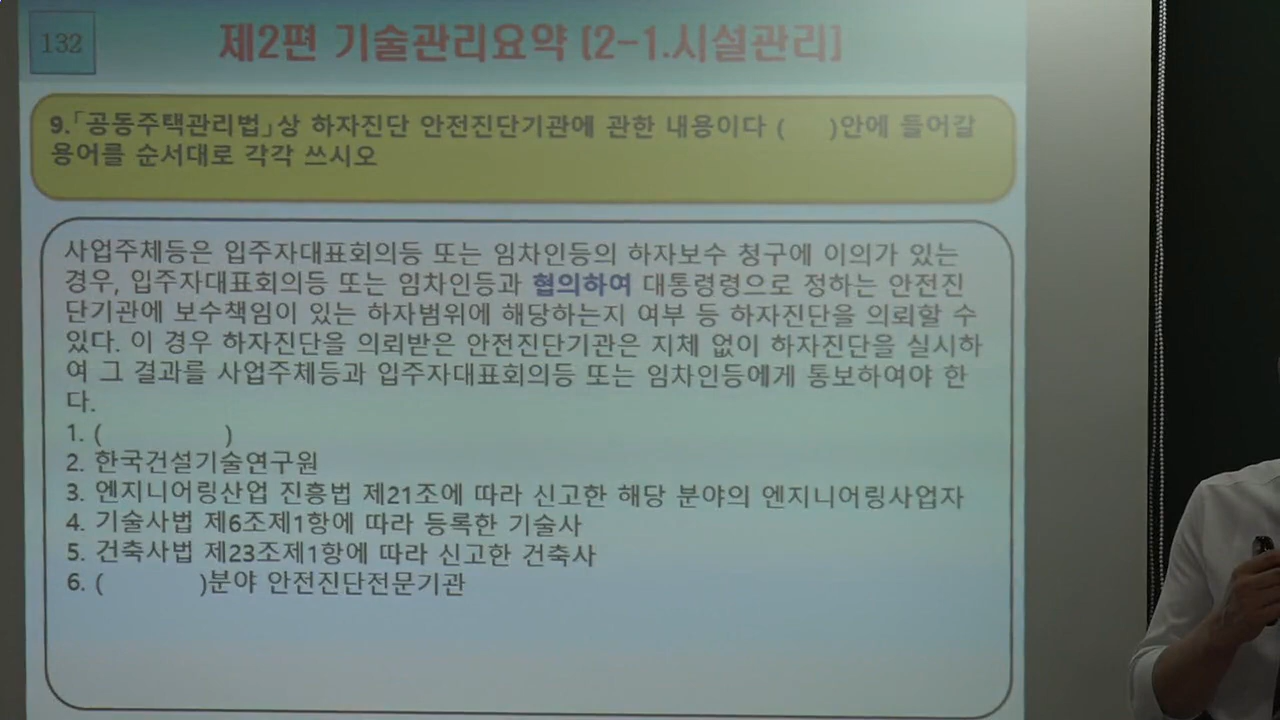 132
제2편 기술관리요약 [2-1.시설관리]
9.「공동주택관리법」상 하자진단 안전진단기관에 관한 내용이다 ( )안에 들어갈
용어를 순서대로 각각 쓰시오
사업주체등은 입주자대표회의등 또는 임차인등의 하자보수 청구에 이의가 있는
경우, 입주자대표회의등 또는 임차인등과 협의하여 대통령령으로 정하는 안전진
단기관에 보수책임이 있는 하자범위에 해당하는지 여부 등 하자진단을 의뢰할 수
있다. 이 경우 하자진단을 의뢰받은 안전진단기관은 지체 없이 하자진단을 실시하
여 그 결과를 사업주체등과 입주자대표회의등 또는 임차인등에게 통보하여야 한
다.
1. ( )
2. 한국건설기술연구원
3. 엔지니어링산업 진흥법 제21조에 따라 신고한 해당 분야의 엔지니어링사업자
4. 기술사법 제6조제1항에 따라 등록한 기술사
5. 건축사법 제23조제1항에 따라 신고한 건축사
6. ( )분야 안전진단전문기관